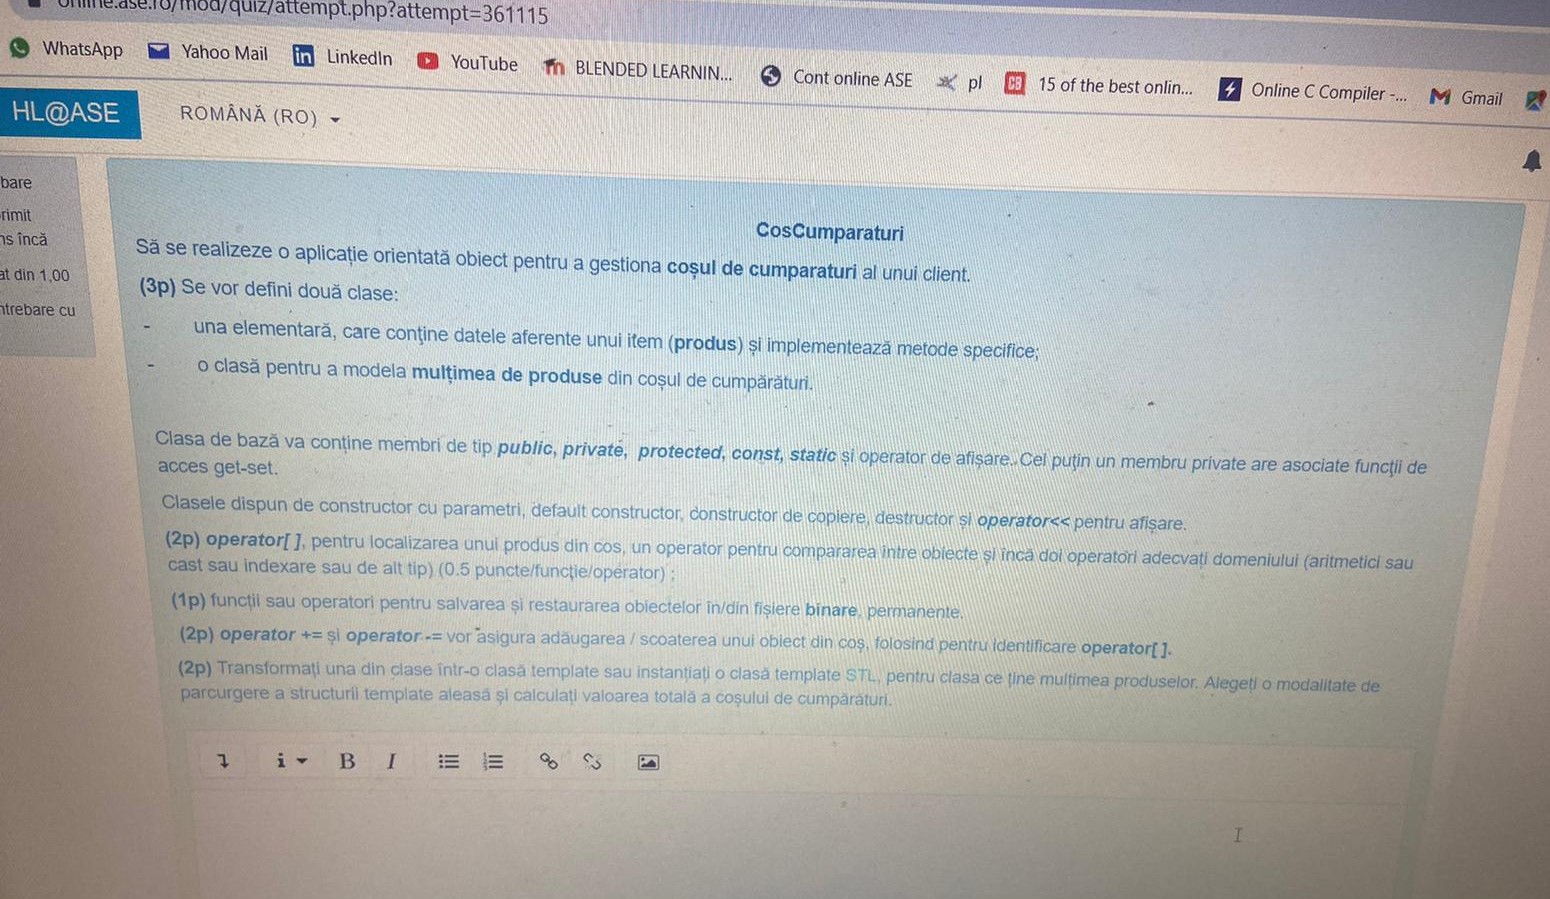 online.ase.ro/mod/quiz/attempt.php?attempt=361115
WhatsApp Yahoo Mail in LinkedIn YouTube m BLENDED LEARNIN... Cont online ASE pl CB 15 of the best onlin... Online C Compiler -... Gmail
HL@ASE ROMÂNĂ (RO)
bare
rimit
ns încă
at din 1,00
ntrebare cu
CosCumparaturi
Să se realizeze o aplicație orientată obiect pentru a gestiona coșul de cumparaturi al unui client.
(3p) Se vor defini două clase:
- una elementară, care conţine datele aferente unui item (produs) și implementează metode specifice;
- o clasă pentru a modela mulțimea de produse din coșul de cumpărături.
Clasa de bază va conține membri de tip public, private, protected, const, static și operator de afișare. Cel puțin un membru private are asociate funcţii de
acces get-set.
Clasele dispun de constructor cu parametri, default constructor, constructor de copiere, destructor și operator<< pentru afișare.
(2p) operator[ ], pentru localizarea unui produs din cos, un operator pentru compararea între obiecte și încă doi operatori adecvați domeniului (aritmetici sau
cast sau indexare sau de alt tip) (0.5 puncte/funcție/operator) ;
(1p) funcții sau operatori pentru salvarea și restaurarea obiectelor în/din fișiere binare, permanente.
(2p) operator += și operator -= vor asigura adăugarea / scoaterea unui obiect din coș, folosind pentru identificare operator[ ].
(2p) Transformați una din clase într-o clasă template sau instanțiați o clasă template STL, pentru clasa ce ține mulțimea produselor. Alegeți o modalitate de
parcurgere a structurii template aleasă și calculați valoarea totală a coșului de cumpărături.
i B I